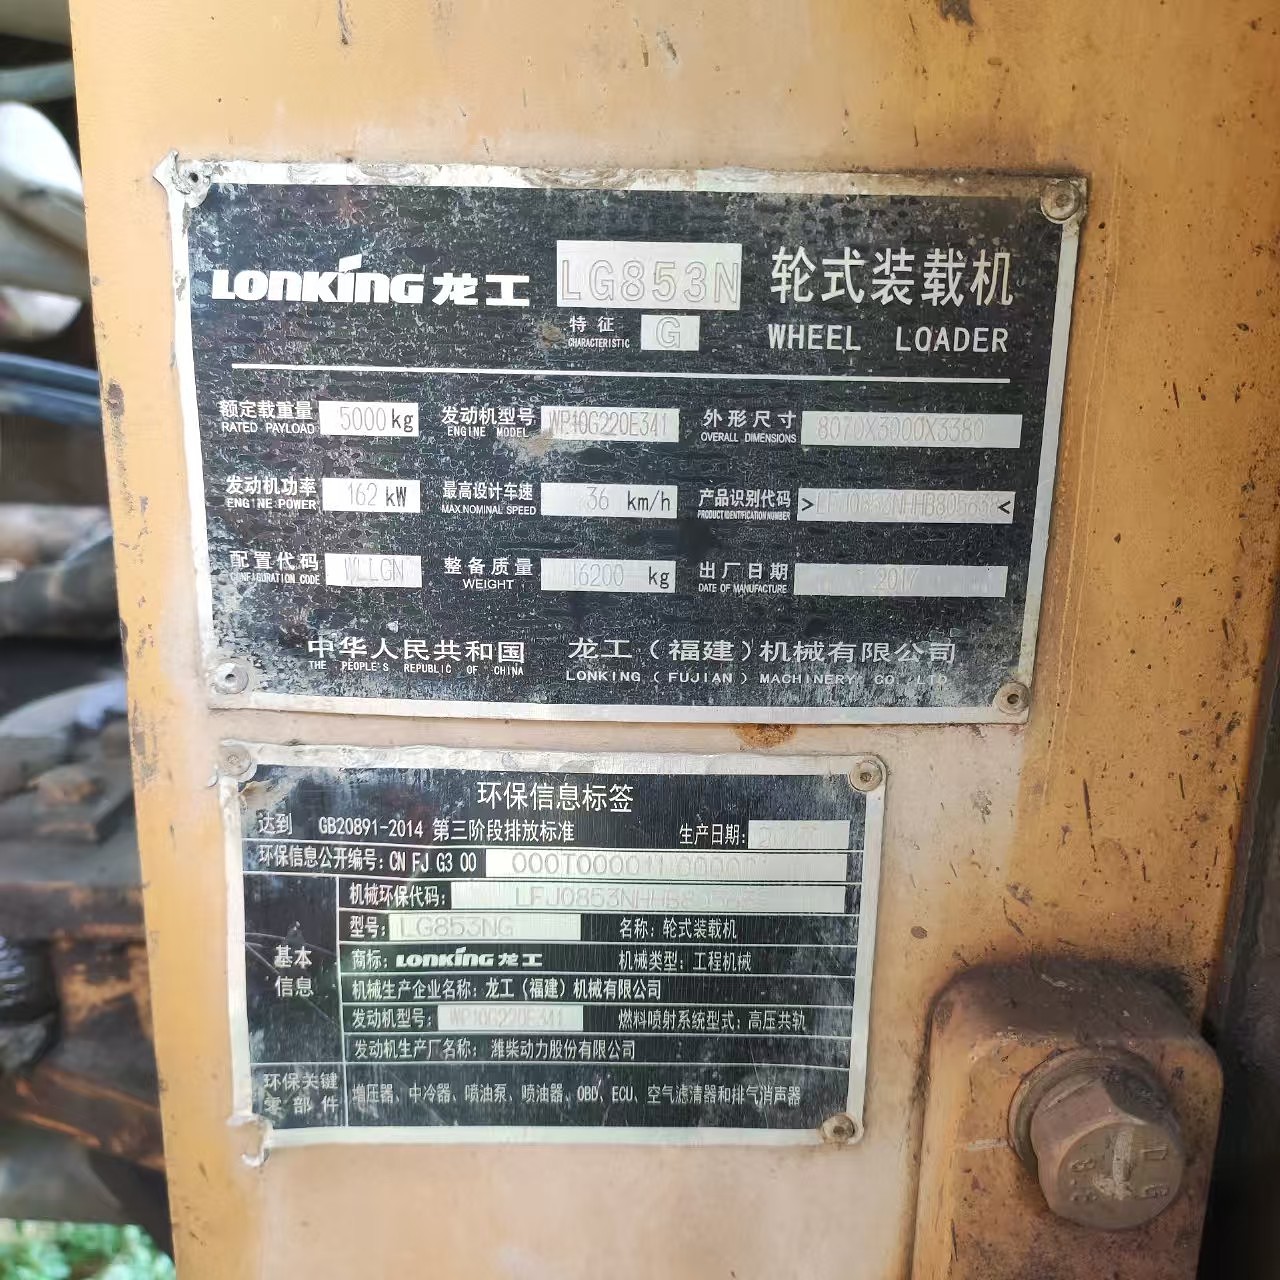 LONKING 龙工 LG853N 轮式装载机
特征 G WHEEL LOADER
CHARACTERISTIC
额定载重量 5000 kg 发动机型号 WP10G220E341 外形尺寸 8070X3000X3380
RATED PAYLOAD ENGINE MODEL OVERALL DIMENSIONS
发动机功率 162 kW 最高设计车速 36 km/h 产品识别代码
ENGINE POWER MAX.NOMINAL SPEED PRODUCT IDENTIFICATION NUMBER
配置代码 整备质量 16200 kg 出厂日期
CONFIGURATION CODE WEIGHT DATE OF MANUFACTURE
中华人民共和国 龙工（福建）机械有限公司
THE PEOPLE'S REPUBLIC OF CHINA LONKING (FUJIAN) MACHINERY CO. LTD
环保信息标签
达到 GB20891-2014 第三阶段排放标准 生产日期:
环保信息公开编号: CN FJ G3 00
机械环保代码:
型号: LG853NG 名称: 轮式装载机
基本
商标: LONKING 龙工 机械类型: 工程机械
信息
机械生产企业名称: 龙工（福建）机械有限公司
发动机型号: WP10G220E341 燃料喷射系统型式: 高压共轨
发动机生产厂名称: 潍柴动力股份有限公司
环保关键
零部件
增压器、中冷器、喷油泵、喷油器、OBD、ECU、空气滤清器和排气消声器
8.8